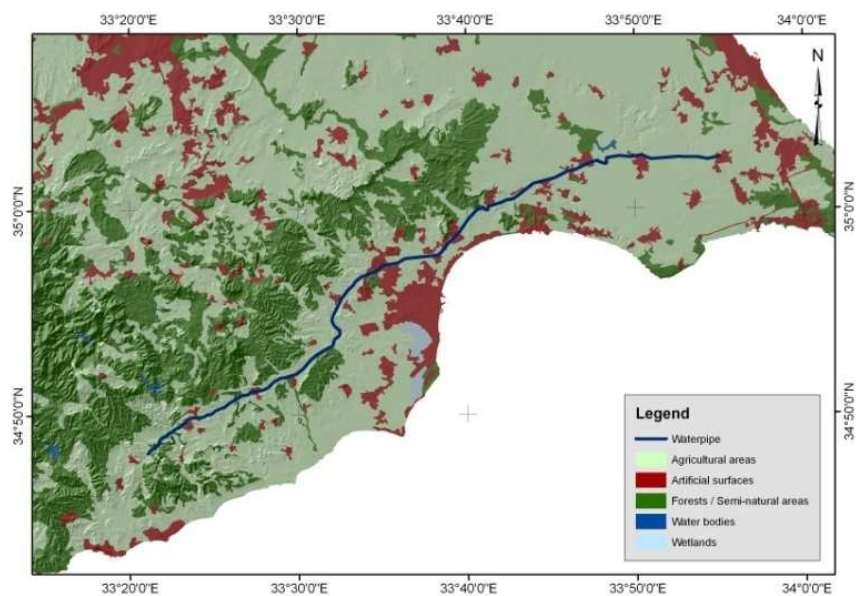 33°20'0"E 33°30'0"E 33°40'0"E 33°50'0"E 34°0'0"E
N
35°0'0"N 35°0'0"N
34°50'0"N 34°50'0"N
Legend
Waterpipe
Agricultural areas
Artificial surfaces
Forests / Semi-natural areas
Water bodies
Wetlands
33°20'0"E 33°30'0"E 33°40'0"E 33°50'0"E 34°0'0"E